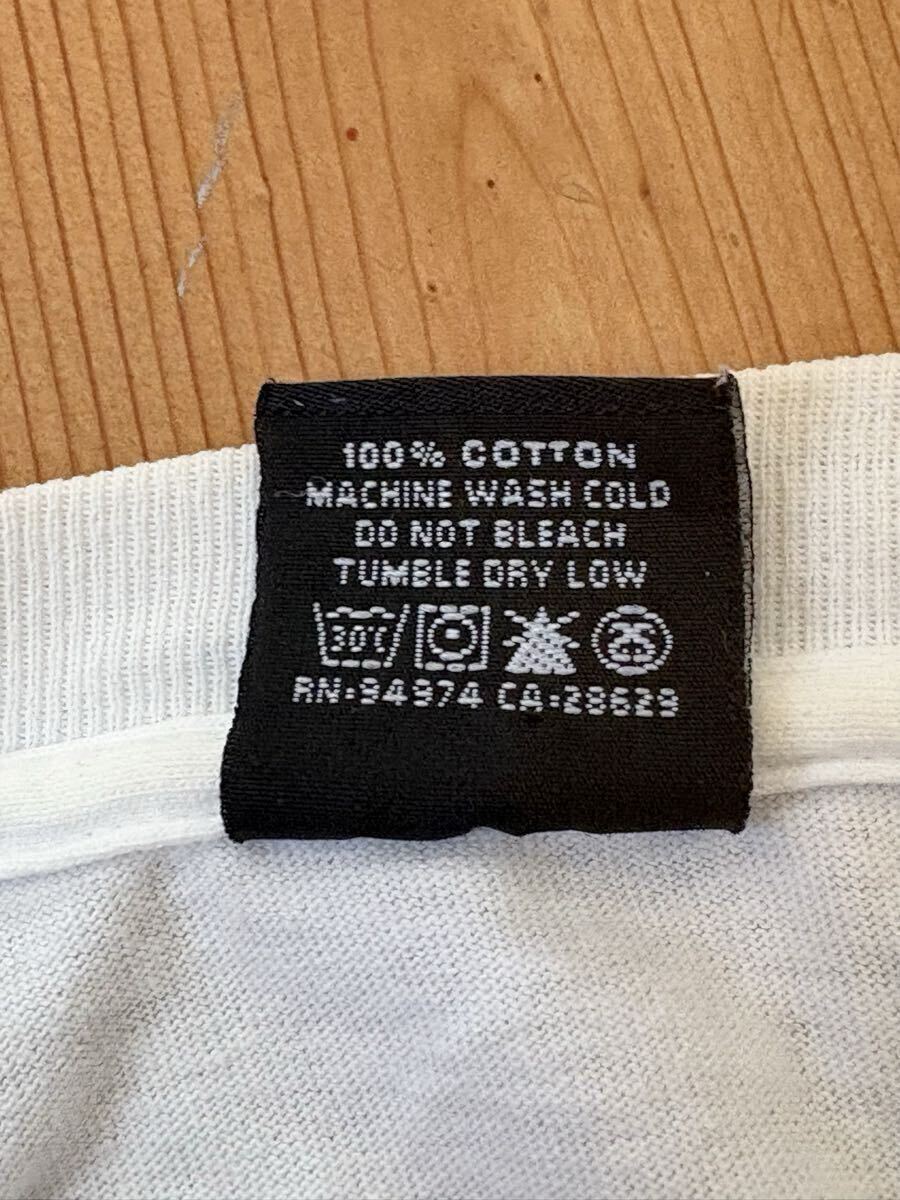 100% COTTON
MACHINE WASH COLD
DO NOT BLEACH
TUMBLE DRY LOW
30°C
RN:94974 CA:28629